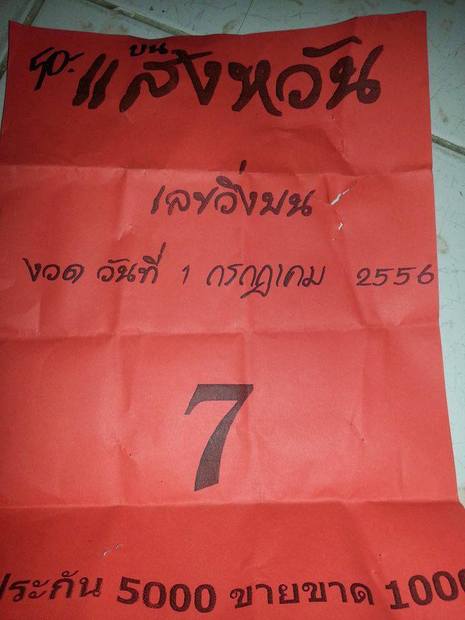 บน
แสงหวัน
เลขวิ่งบน
งวด วันที่ 1 กรกฎาคม 2556
7
ประกัน 5000 ขายขาด 1000